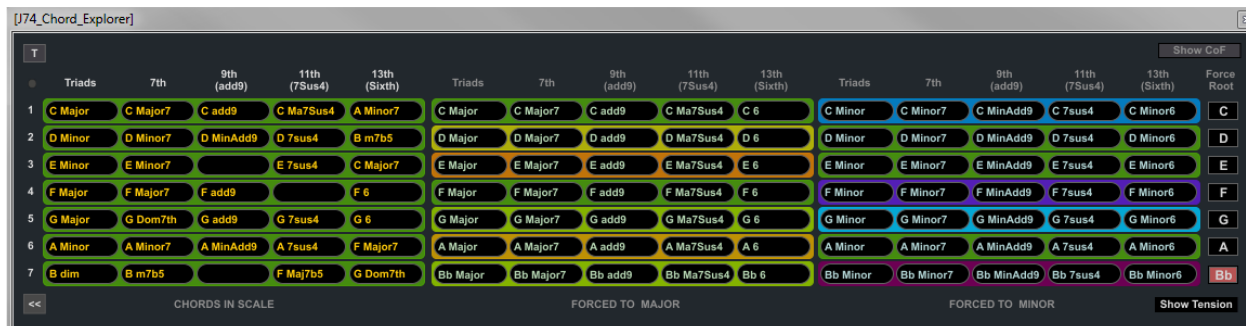 [J74_Chord_Explorer]
T Show CoF
Triads 7th 9th (add9) 11th (7Sus4) 13th (Sixth) Triads 7th 9th (add9) 11th (7Sus4) 13th (Sixth) Triads 7th 9th (add9) 11th (7Sus4) 13th (Sixth) Force Root
1 C Major C Major7 C add9 C Ma7Sus4 A Minor7 C Major C Major7 C add9 C Ma7Sus4 C 6 C Minor C Minor7 C MinAdd9 C 7sus4 C Minor6 C
2 D Minor D Minor7 D MinAdd9 D 7sus4 B m7b5 D Major D Major7 D add9 D Ma7Sus4 D 6 D Minor D Minor7 D MinAdd9 D 7sus4 D Minor6 D
3 E Minor E Minor7 E 7sus4 C Major7 E Major E Major7 E add9 E Ma7Sus4 E 6 E Minor E Minor7 E MinAdd9 E 7sus4 E Minor6 E
4 F Major F Major7 F add9 F 6 F Major F Major7 F add9 F Ma7Sus4 F 6 F Minor F Minor7 F MinAdd9 F 7sus4 F Minor6 F
5 G Major G Dom7th G add9 G 7sus4 G 6 G Major G Major7 G add9 G Ma7Sus4 G 6 G Minor G Minor7 G MinAdd9 G 7sus4 G Minor6 G
6 A Minor A Minor7 A MinAdd9 A 7sus4 F Major7 A Major A Major7 A add9 A Ma7Sus4 A 6 A Minor A Minor7 A MinAdd9 A 7sus4 A Minor6 A
7 B dim B m7b5 F Maj7b5 G Dom7th Bb Major Bb Major7 Bb add9 Bb Ma7Sus4 Bb 6 Bb Minor Bb Minor7 Bb MinAdd9 Bb 7sus4 Bb Minor6 Bb
<< CHORDS IN SCALE FORCED TO MAJOR FORCED TO MINOR Show Tension